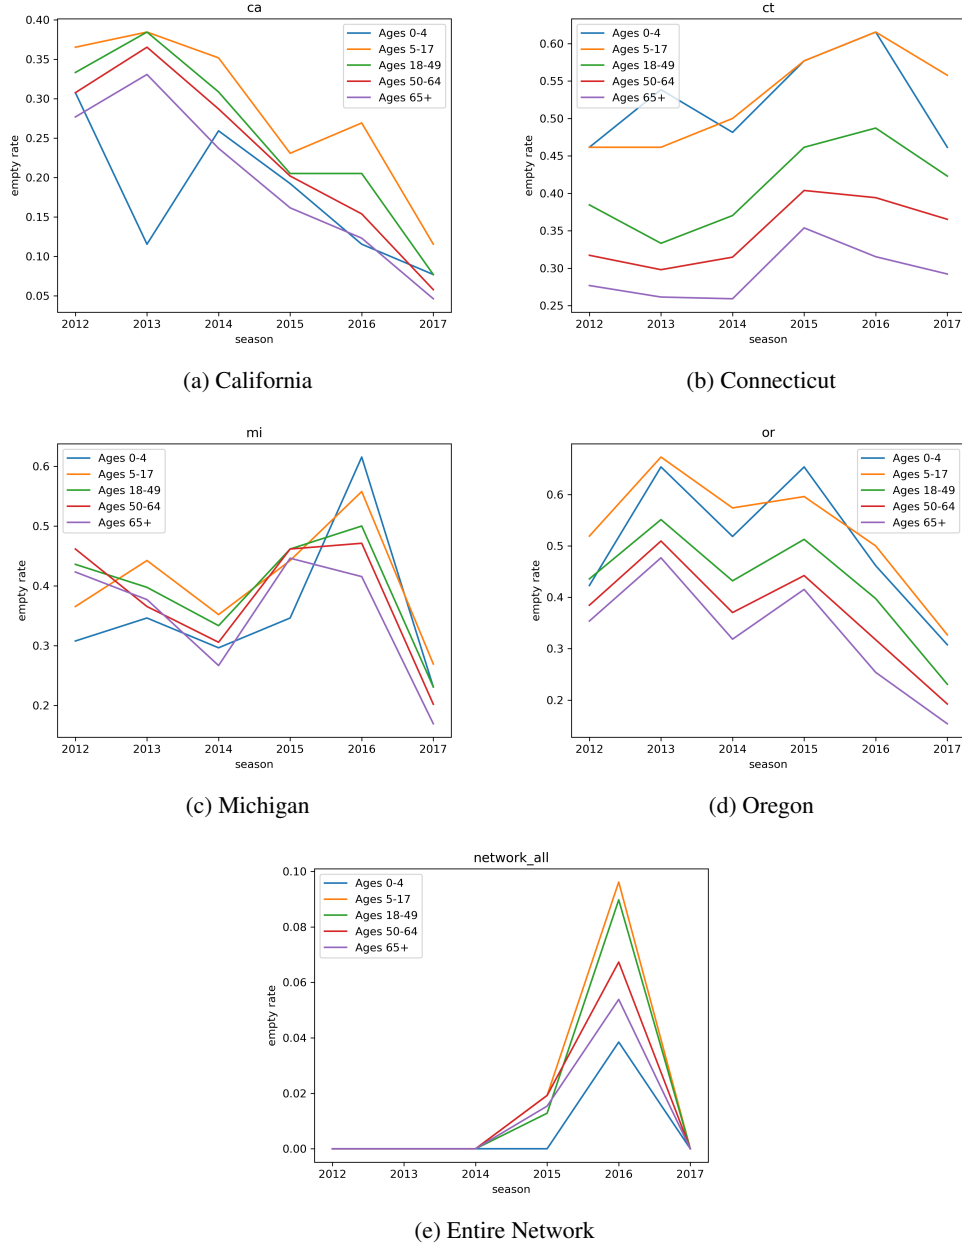 ca
0.40
0.35
0.30
0.25
0.20
0.15
0.10
0.05
empty rate
Ages 0-4
Ages 5-17
Ages 18-49
Ages 50-64
Ages 65+
2012 2013 2014 2015 2016 2017
season
(a) California
ct
0.60
0.55
0.50
0.45
0.40
0.35
0.30
0.25
empty rate
Ages 0-4
Ages 5-17
Ages 18-49
Ages 50-64
Ages 65+
2012 2013 2014 2015 2016 2017
season
(b) Connecticut
mi
0.6
0.5
0.4
0.3
0.2
empty rate
Ages 0-4
Ages 5-17
Ages 18-49
Ages 50-64
Ages 65+
2012 2013 2014 2015 2016 2017
season
(c) Michigan
or
0.6
0.5
0.4
0.3
0.2
empty rate
Ages 0-4
Ages 5-17
Ages 18-49
Ages 50-64
Ages 65+
2012 2013 2014 2015 2016 2017
season
(d) Oregon
network_all
0.10
0.08
0.06
0.04
0.02
0.00
empty rate
Ages 0-4
Ages 5-17
Ages 18-49
Ages 50-64
Ages 65+
2012 2013 2014 2015 2016 2017
season
(e) Entire Network